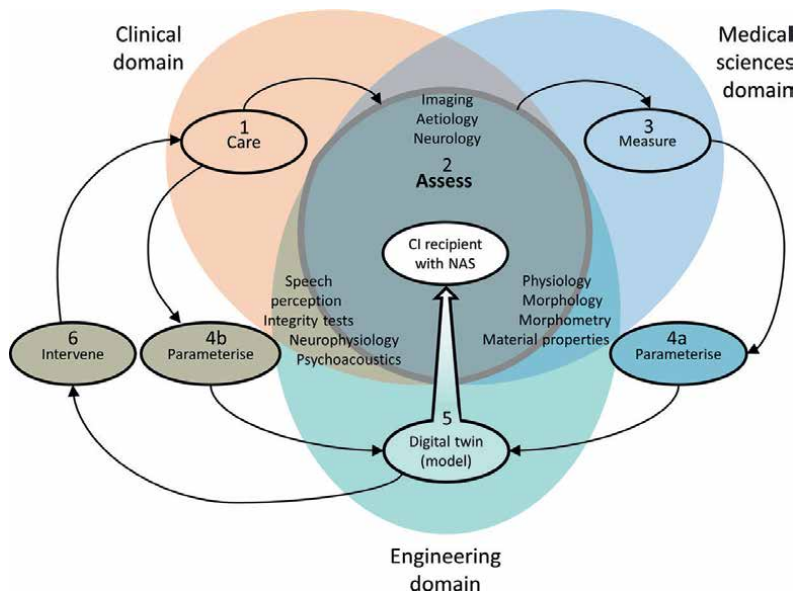 Clinical
domain
Medical
sciences
domain
Imaging
Aetiology
Neurology
1
Care
2
Assess
3
Measure
CI recipient
with NAS
Speech
perception
Integrity tests
Neurophysiology
Psychoacoustics
Physiology
Morphology
Morphometry
Material properties
6
Intervene
4b
Parameterise
4a
Parameterise
5
Digital twin
(model)
Engineering
domain